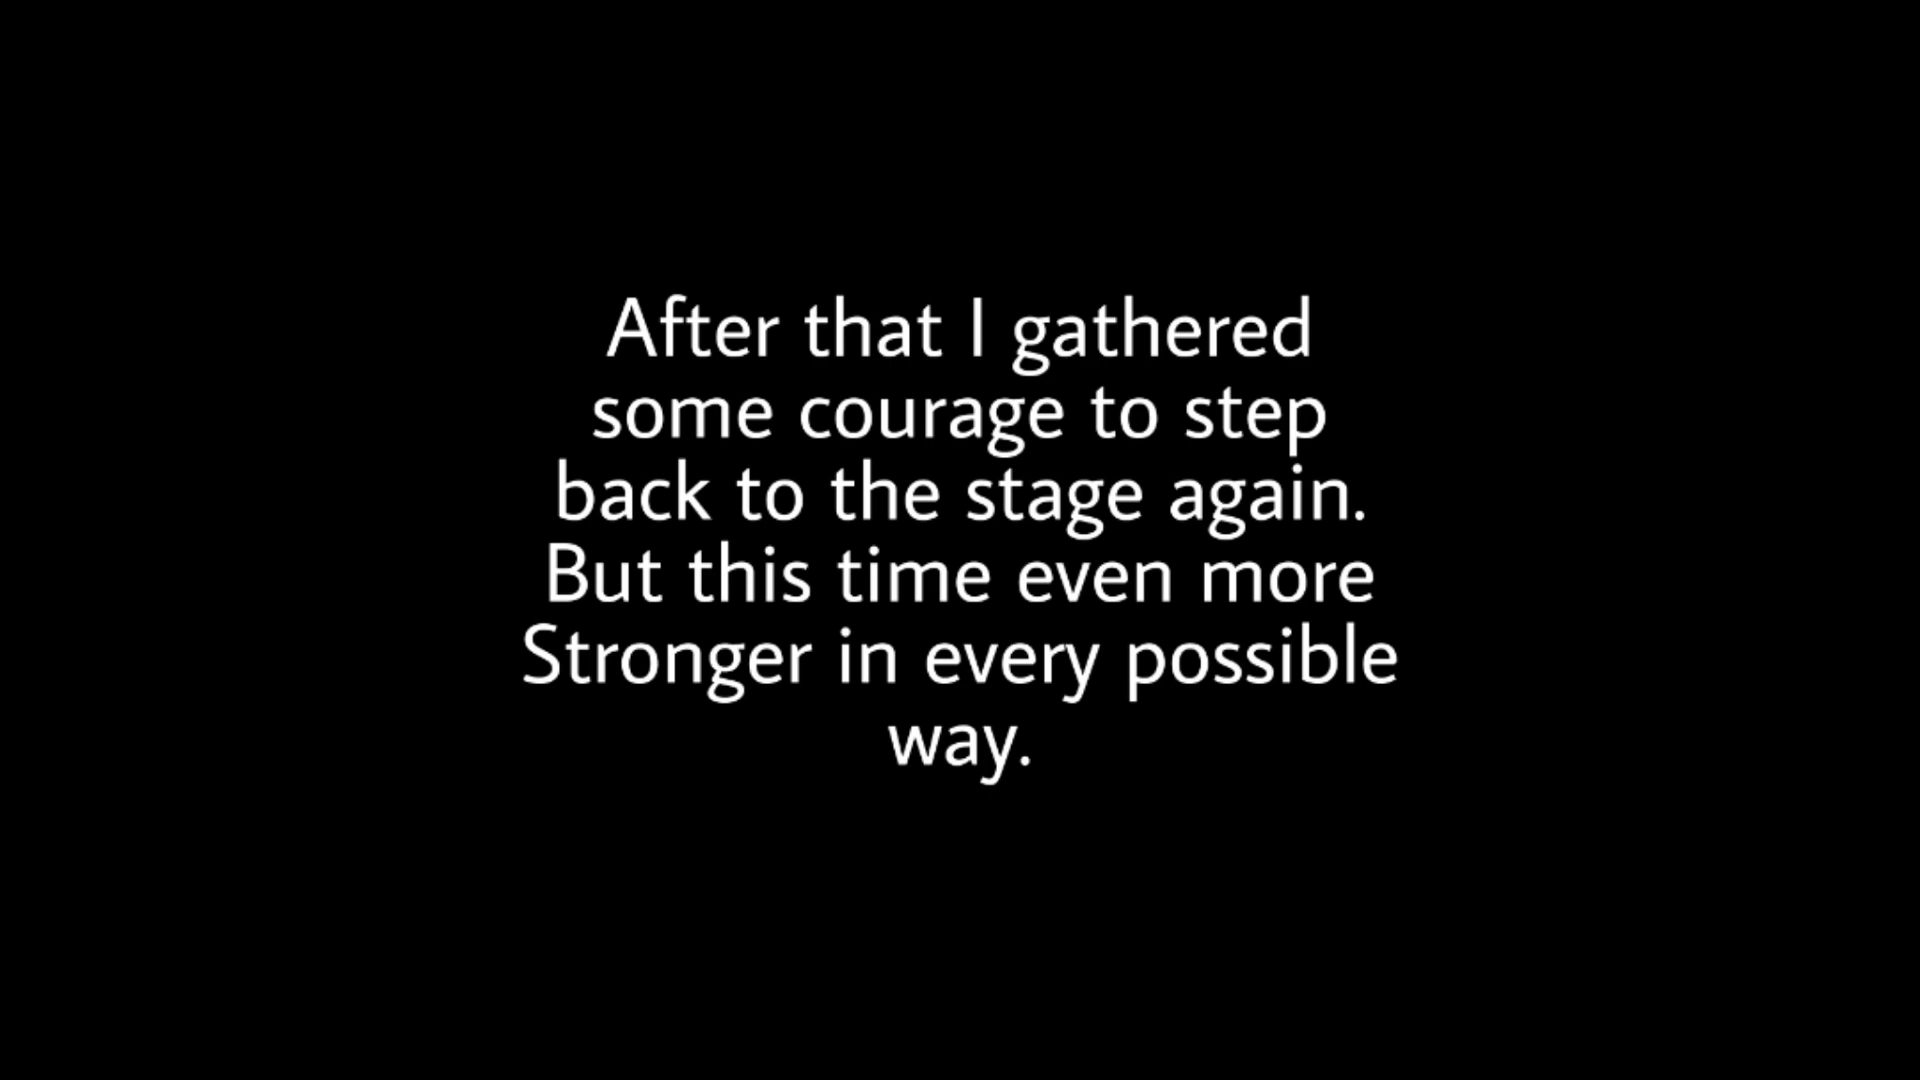 After that I gathered
some courage to step
back to the stage again.
But this time even more
Stronger in every possible
way.